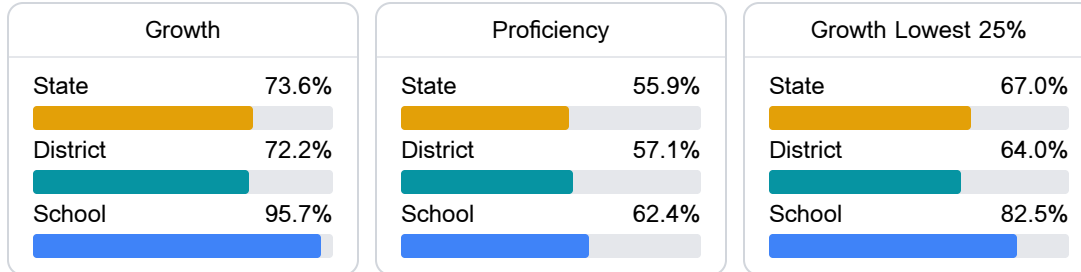 Growth
State 73.6%
District 72.2%
School 95.7%
Proficiency
State 55.9%
District 57.1%
School 62.4%
Growth Lowest 25%
State 67.0%
District 64.0%
School 82.5%